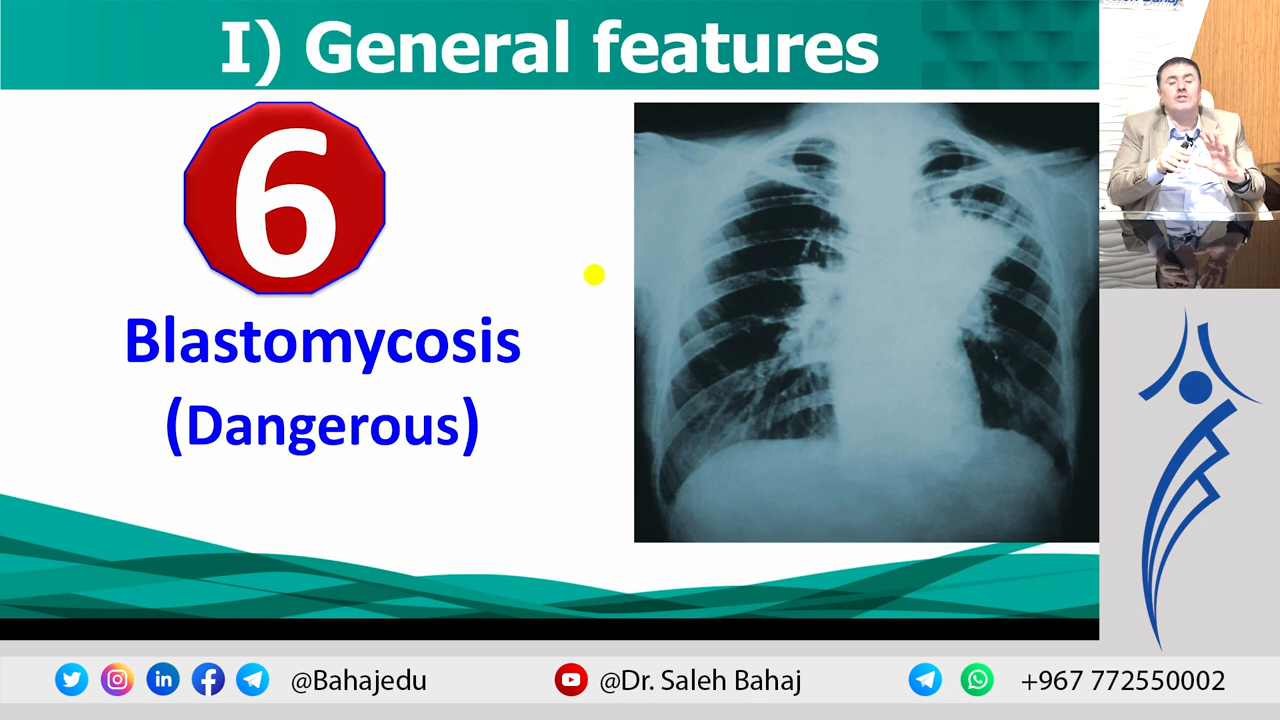 I) General features
6
Blastomycosis
(Dangerous)
@Bahajedu
@Dr. Saleh Bahaj
+967 772550002